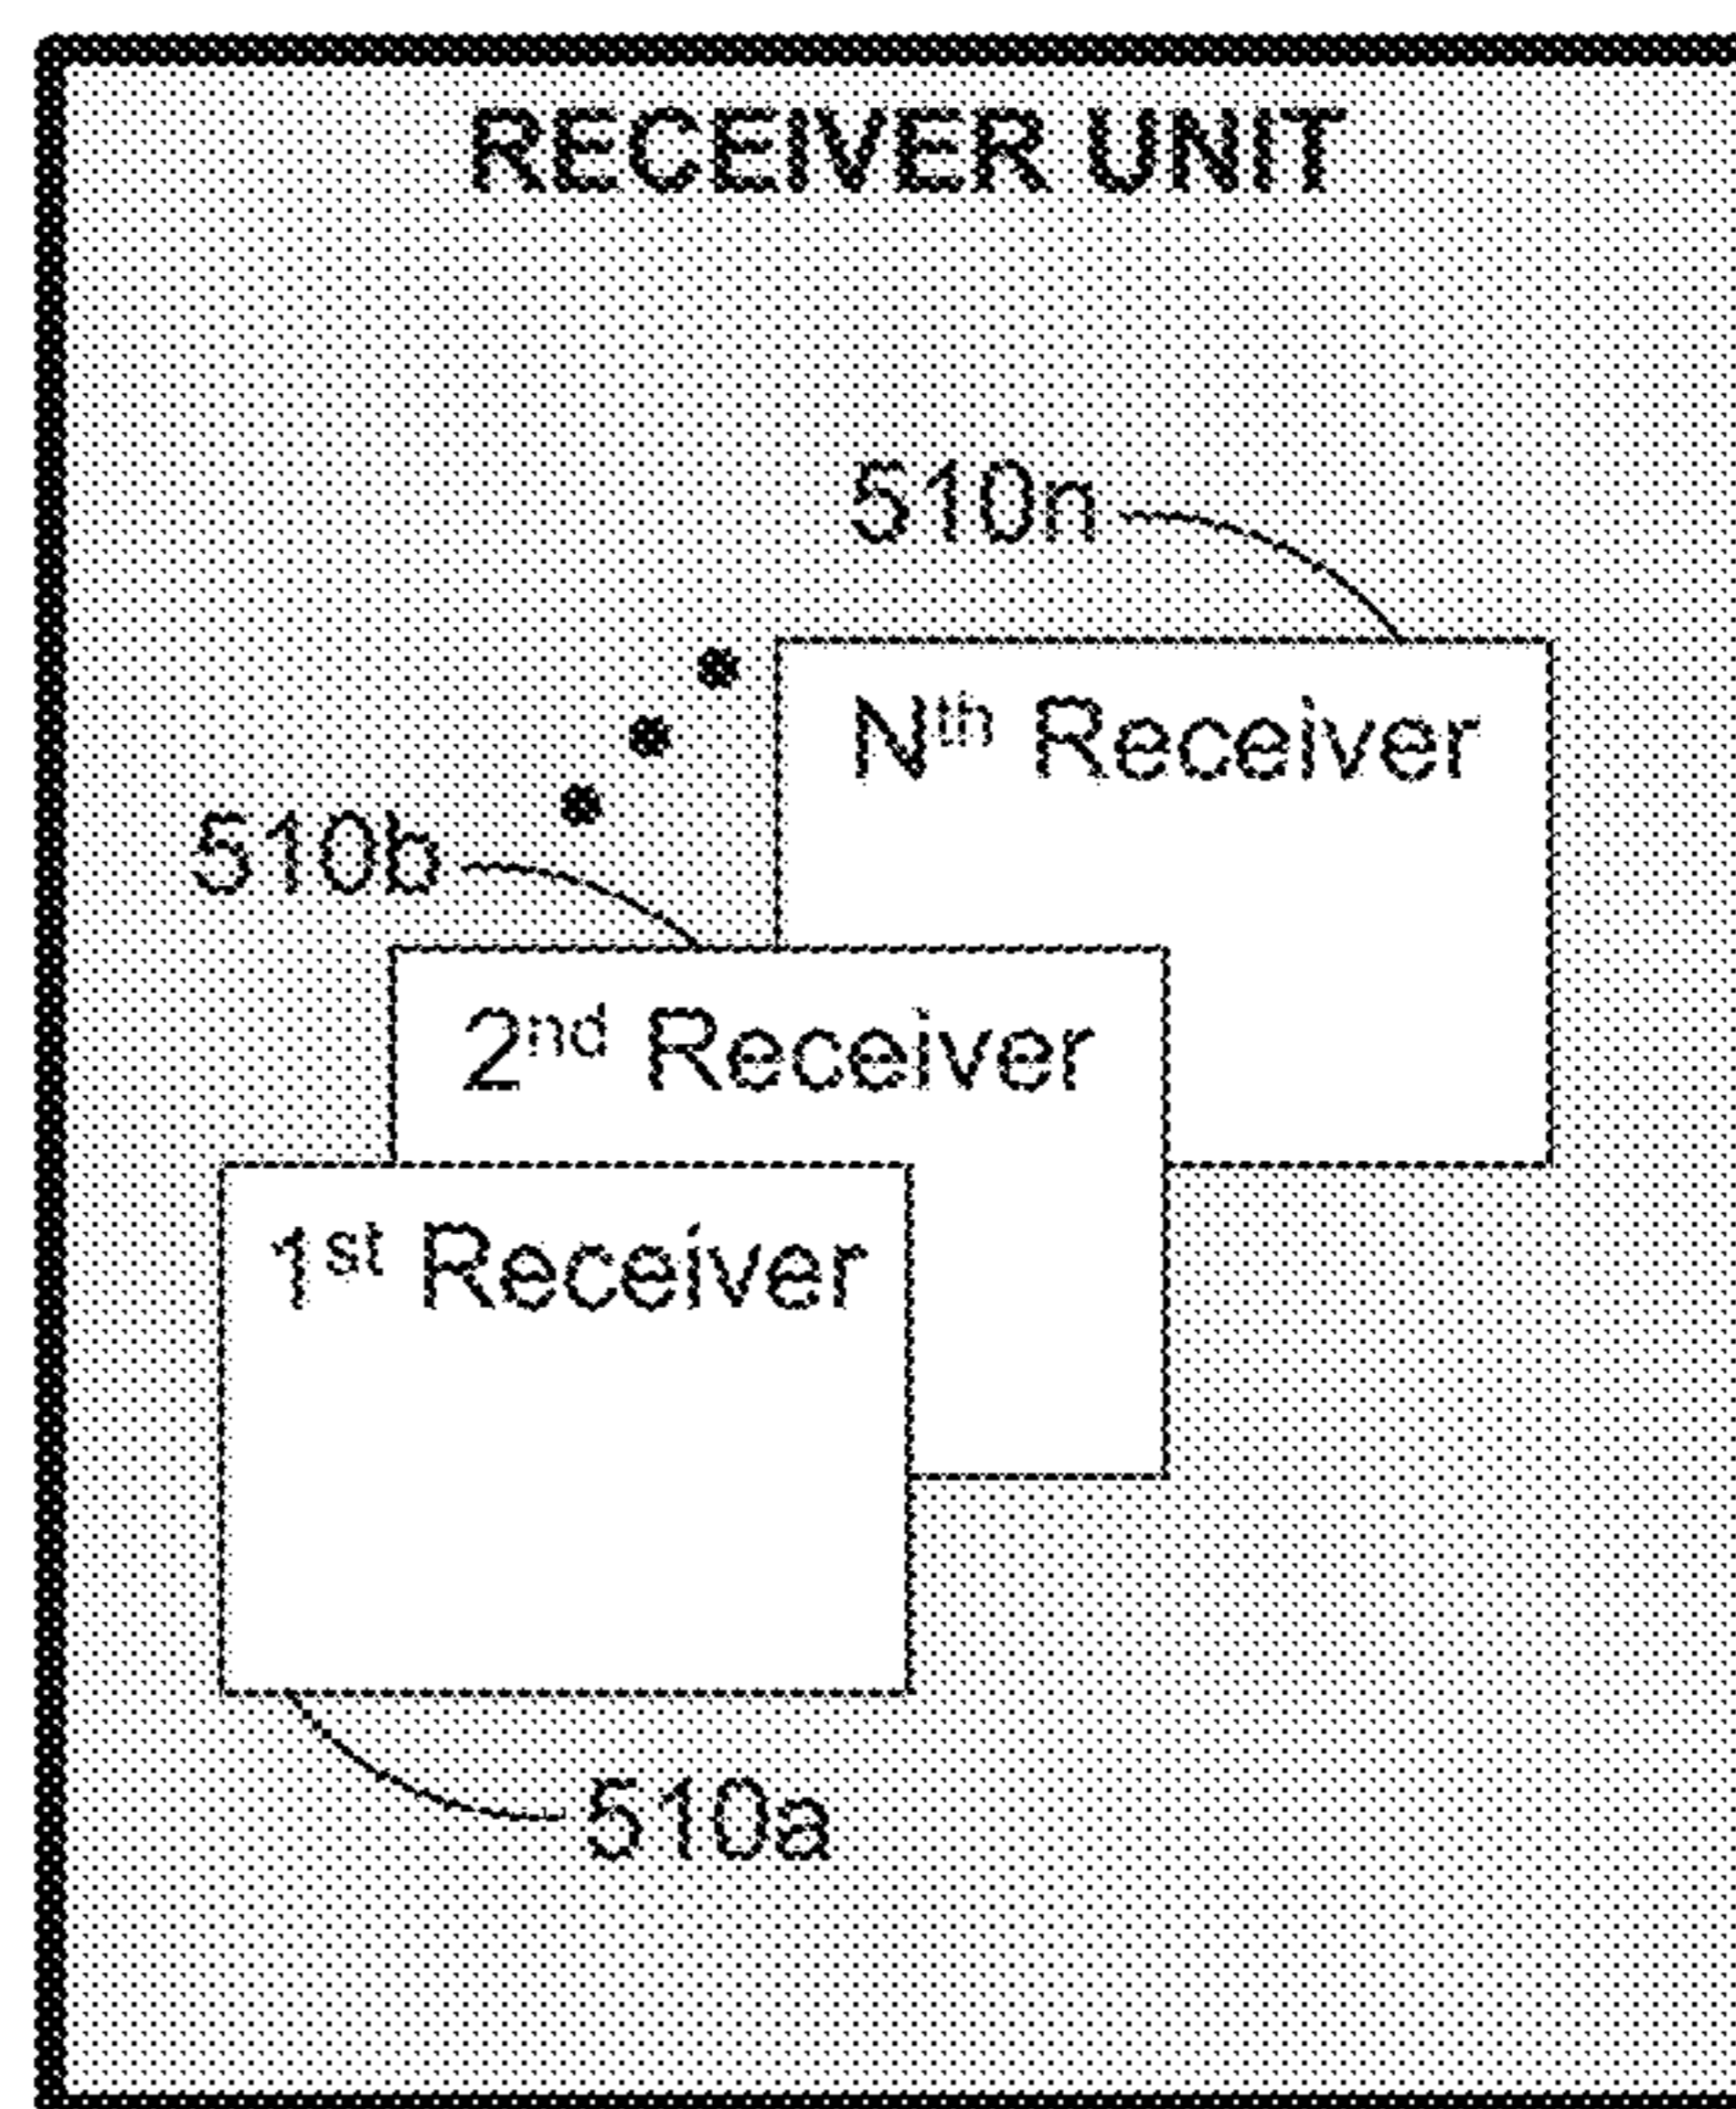 RECEIVER UNIT
510n
Nth Receiver
510b
2nd Receiver
1st Receiver
510a